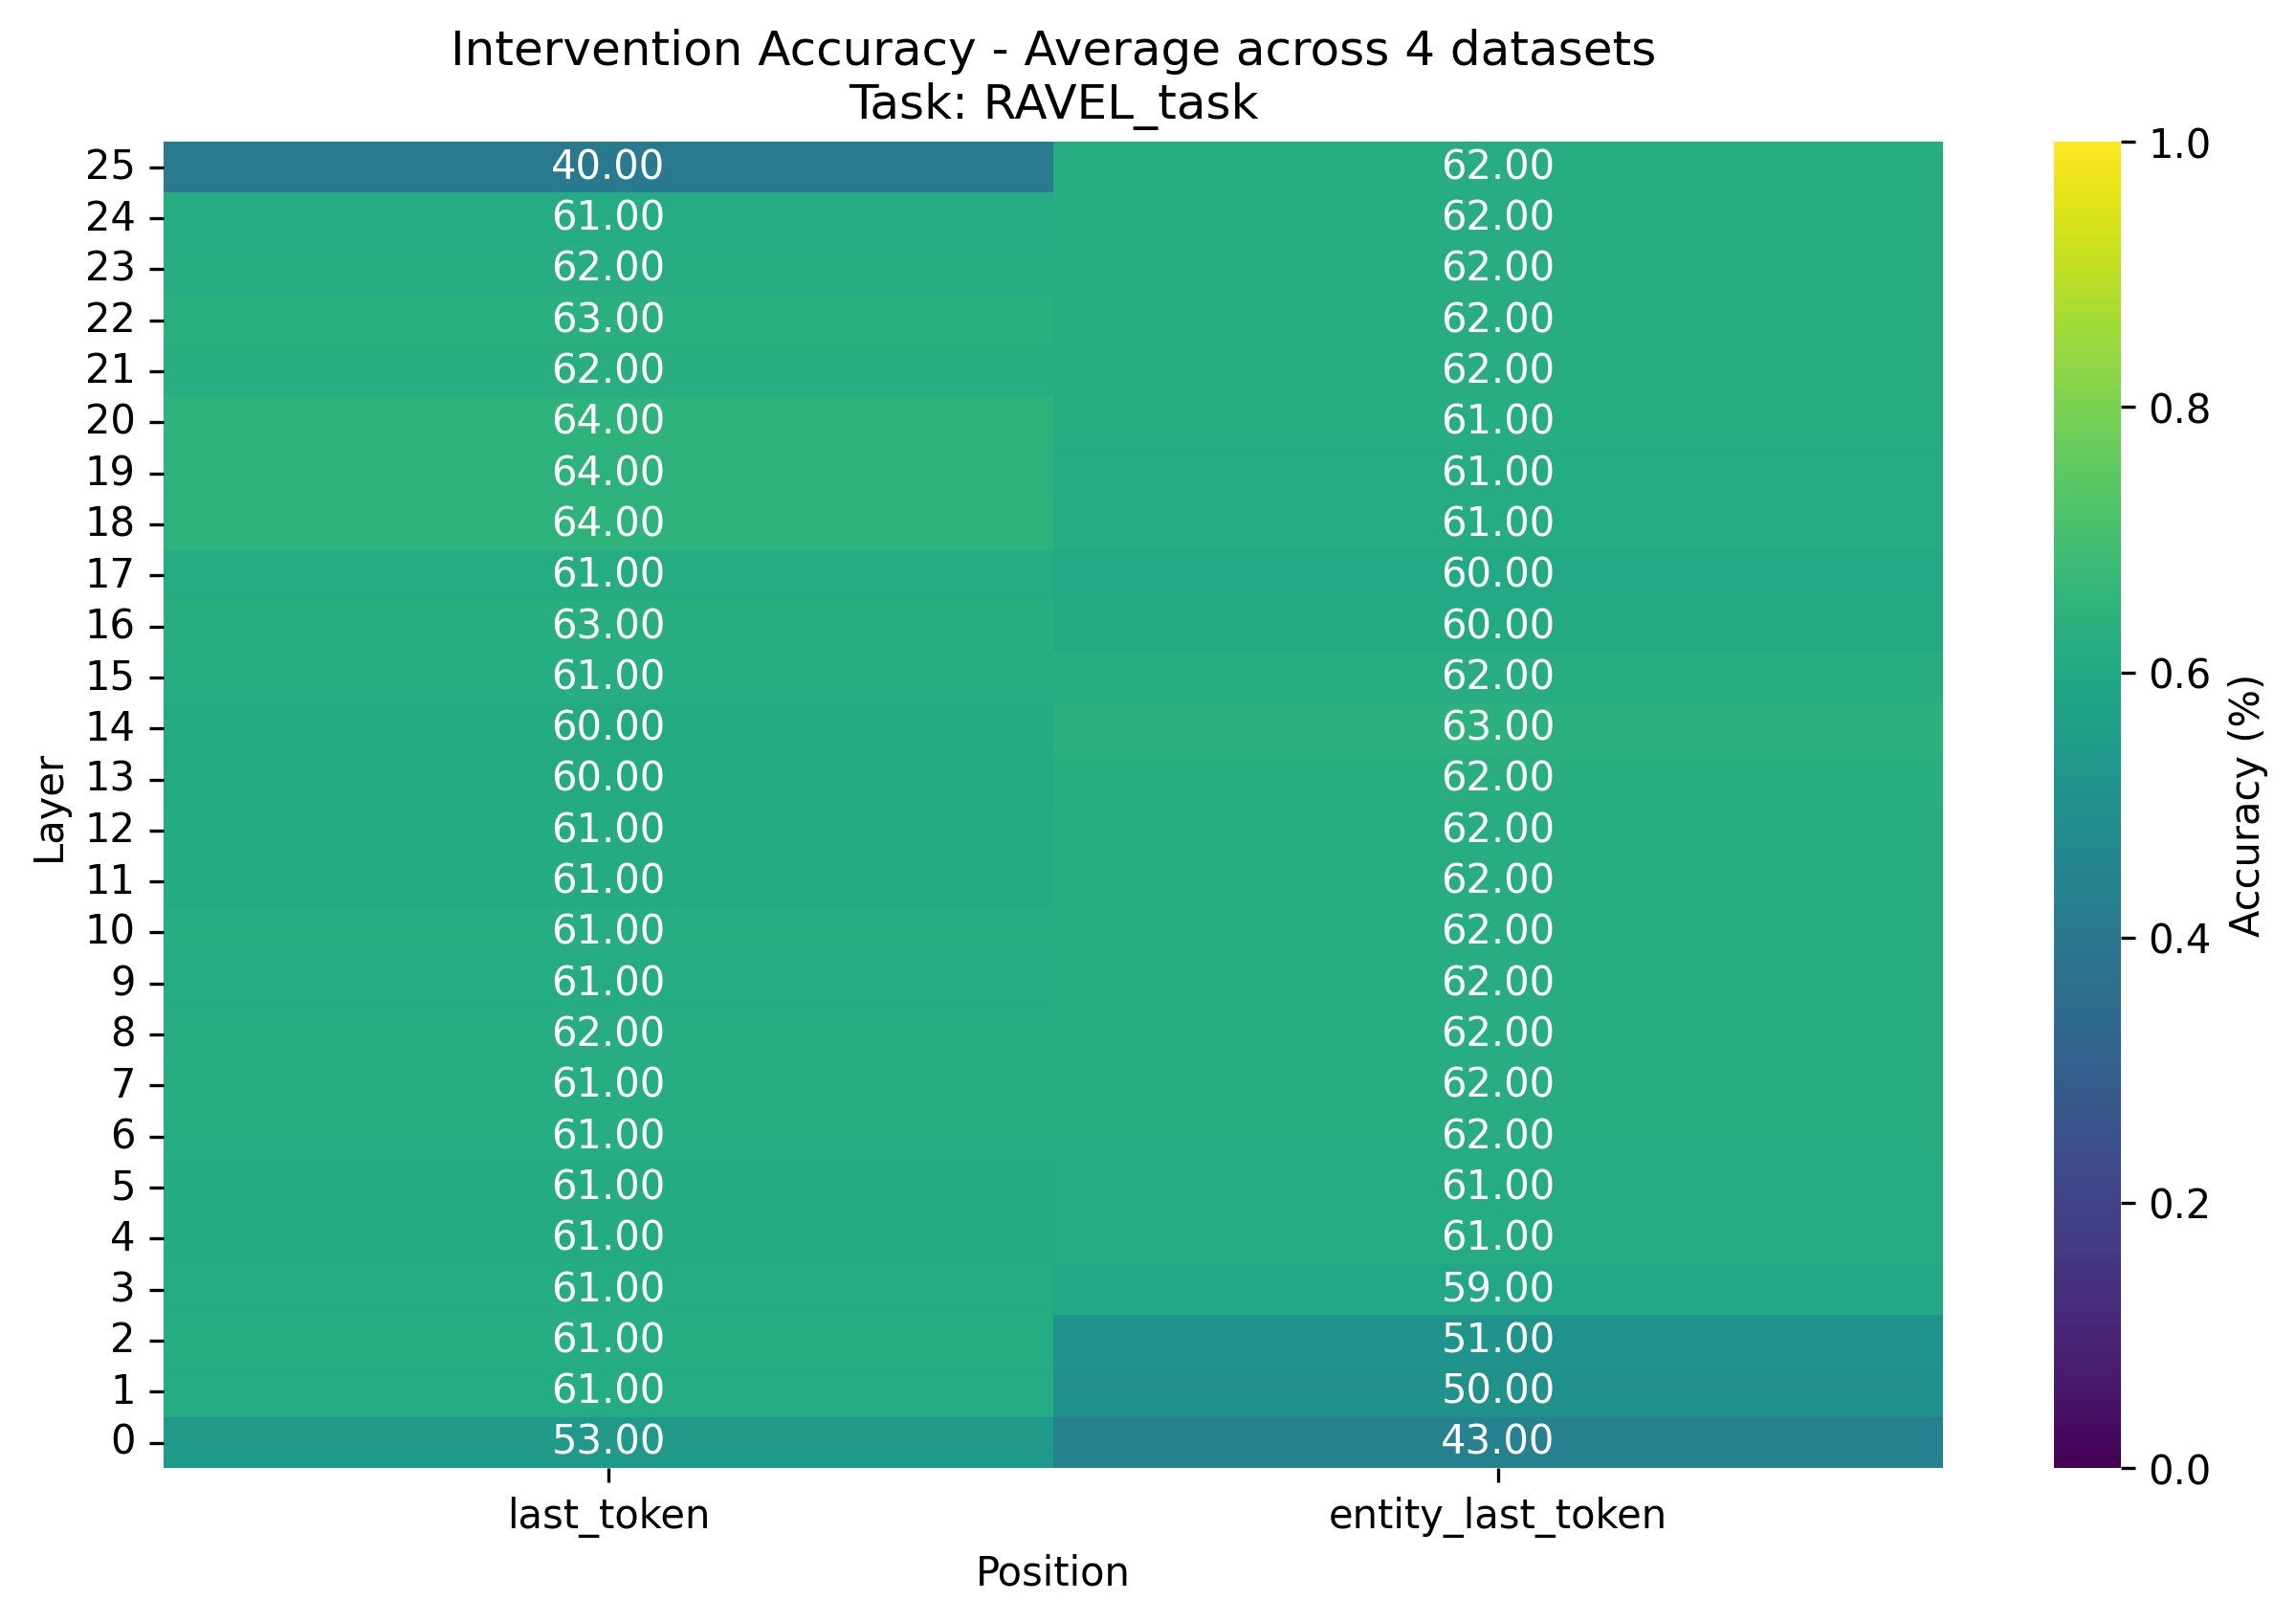 Intervention Accuracy - Average across 4 datasets
Task: RAVEL_task
25 40.00 62.00
24 61.00 62.00
23 62.00 62.00
22 63.00 62.00
21 62.00 62.00
20 64.00 61.00
19 64.00 61.00
18 64.00 61.00
17 61.00 60.00
16 63.00 60.00
15 61.00 62.00
14 60.00 63.00
13 60.00 62.00
12 61.00 62.00
11 61.00 62.00
10 61.00 62.00
9 61.00 62.00
8 62.00 62.00
7 61.00 62.00
6 61.00 62.00
5 61.00 61.00
4 61.00 61.00
3 61.00 59.00
2 61.00 51.00
1 61.00 50.00
0 53.00 43.00
Layer
last_token entity_last_token
Position
1.0
0.8
0.6
0.4
0.2
0.0
Accuracy (%)